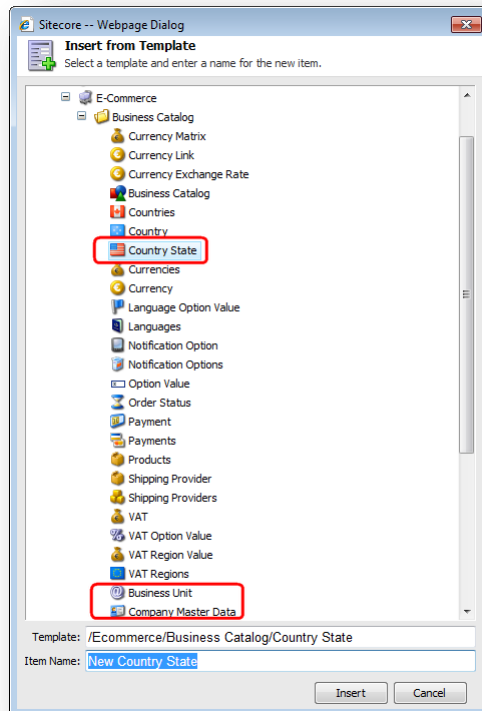 Sitecore -- Webpage Dialog
Insert from Template
Select a template and enter a name for the new item.
E-Commerce
Business Catalog
Currency Matrix
Currency Link
Currency Exchange Rate
Business Catalog
Countries
Country
Country State
Currencies
Currency
Language Option Value
Languages
Notification Option
Notification Options
Option Value
Order Status
Payment
Payments
Products
Shipping Provider
Shipping Providers
VAT
VAT Option Value
VAT Region Value
VAT Regions
Business Unit
Company Master Data
Template: /Ecommerce/Business Catalog/Country State
Item Name: New Country State
Insert Cancel